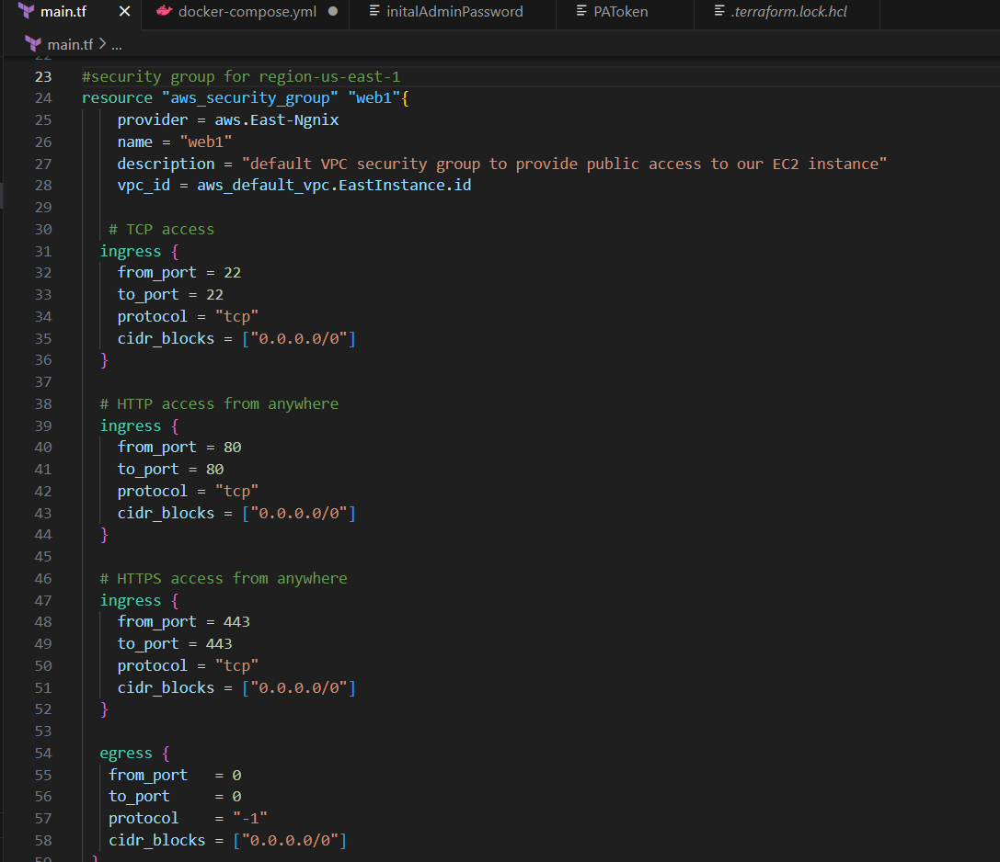 main.tf × docker-compose.yml ● initalAdminPassword PAToken .terraform.lock.hcl
main.tf > ...
22
23 #security group for region-us-east-1
24 resource "aws_security_group" "web1"{
25 provider = aws.East-Ngnix
26 name = "web1"
27 description = "default VPC security group to provide public access to our EC2 instance"
28 vpc_id = aws_default_vpc.EastInstance.id
29
30 # TCP access
31 ingress {
32 from_port = 22
33 to_port = 22
34 protocol = "tcp"
35 cidr_blocks = ["0.0.0.0/0"]
36 }
37
38 # HTTP access from anywhere
39 ingress {
40 from_port = 80
41 to_port = 80
42 protocol = "tcp"
43 cidr_blocks = ["0.0.0.0/0"]
44 }
45
46 # HTTPS access from anywhere
47 ingress {
48 from_port = 443
49 to_port = 443
50 protocol = "tcp"
51 cidr_blocks = ["0.0.0.0/0"]
52 }
53
54 egress {
55 from_port = 0
56 to_port = 0
57 protocol = "-1"
58 cidr_blocks = ["0.0.0.0/0"]
59 }